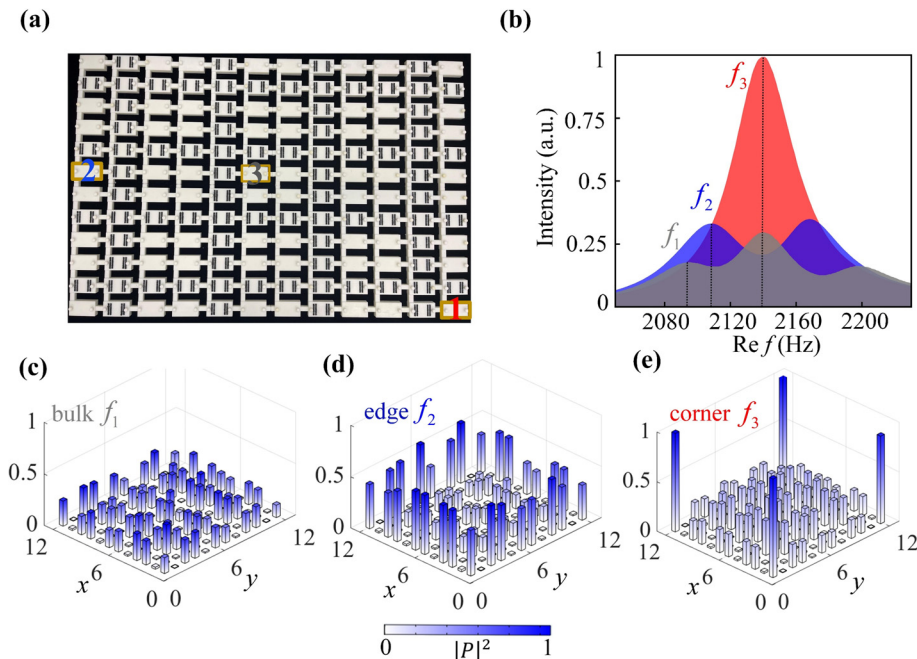 (a)
2
3
1
(b)
1
0.75
0.5
0.25
0
Intensity (a.u.)
f₃
f₂
f₁
2080 2120 2160 2200
Re f (Hz)
(c)
bulk f₁
1
0.5
0
12
x 6
0 0
6 y
12
(d)
edge f₂
1
0.5
0
12
x 6
0 0
6 y
12
(e)
corner f₃
1
0.5
0
12
x 6
0 0
6 y
12
0 1
|P|²